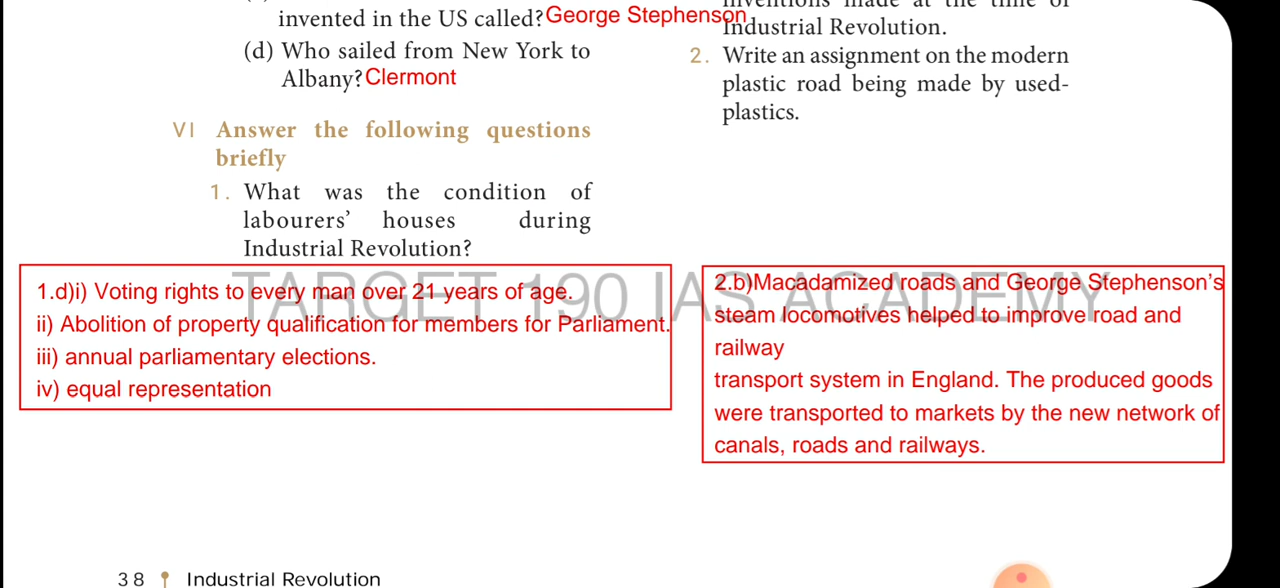 invented in the US called? George Stephenson
(d) Who sailed from New York to
Albany? Clermont
VI Answer the following questions
briefly
1. What was the condition of
labourers’ houses during
Industrial Revolution?
inventions made at the time of
Industrial Revolution.
2. Write an assignment on the modern
plastic road being made by used-
plastics.
TARGET 190 IAS ACADEMY
1.d)i) Voting rights to every man over 21 years of age.
ii) Abolition of property qualification for members for Parliament.
iii) annual parliamentary elections.
iv) equal representation
2.b)Macadamized roads and George Stephenson’s
steam locomotives helped to improve road and
railway
transport system in England. The produced goods
were transported to markets by the new network of
canals, roads and railways.
38 Industrial Revolution